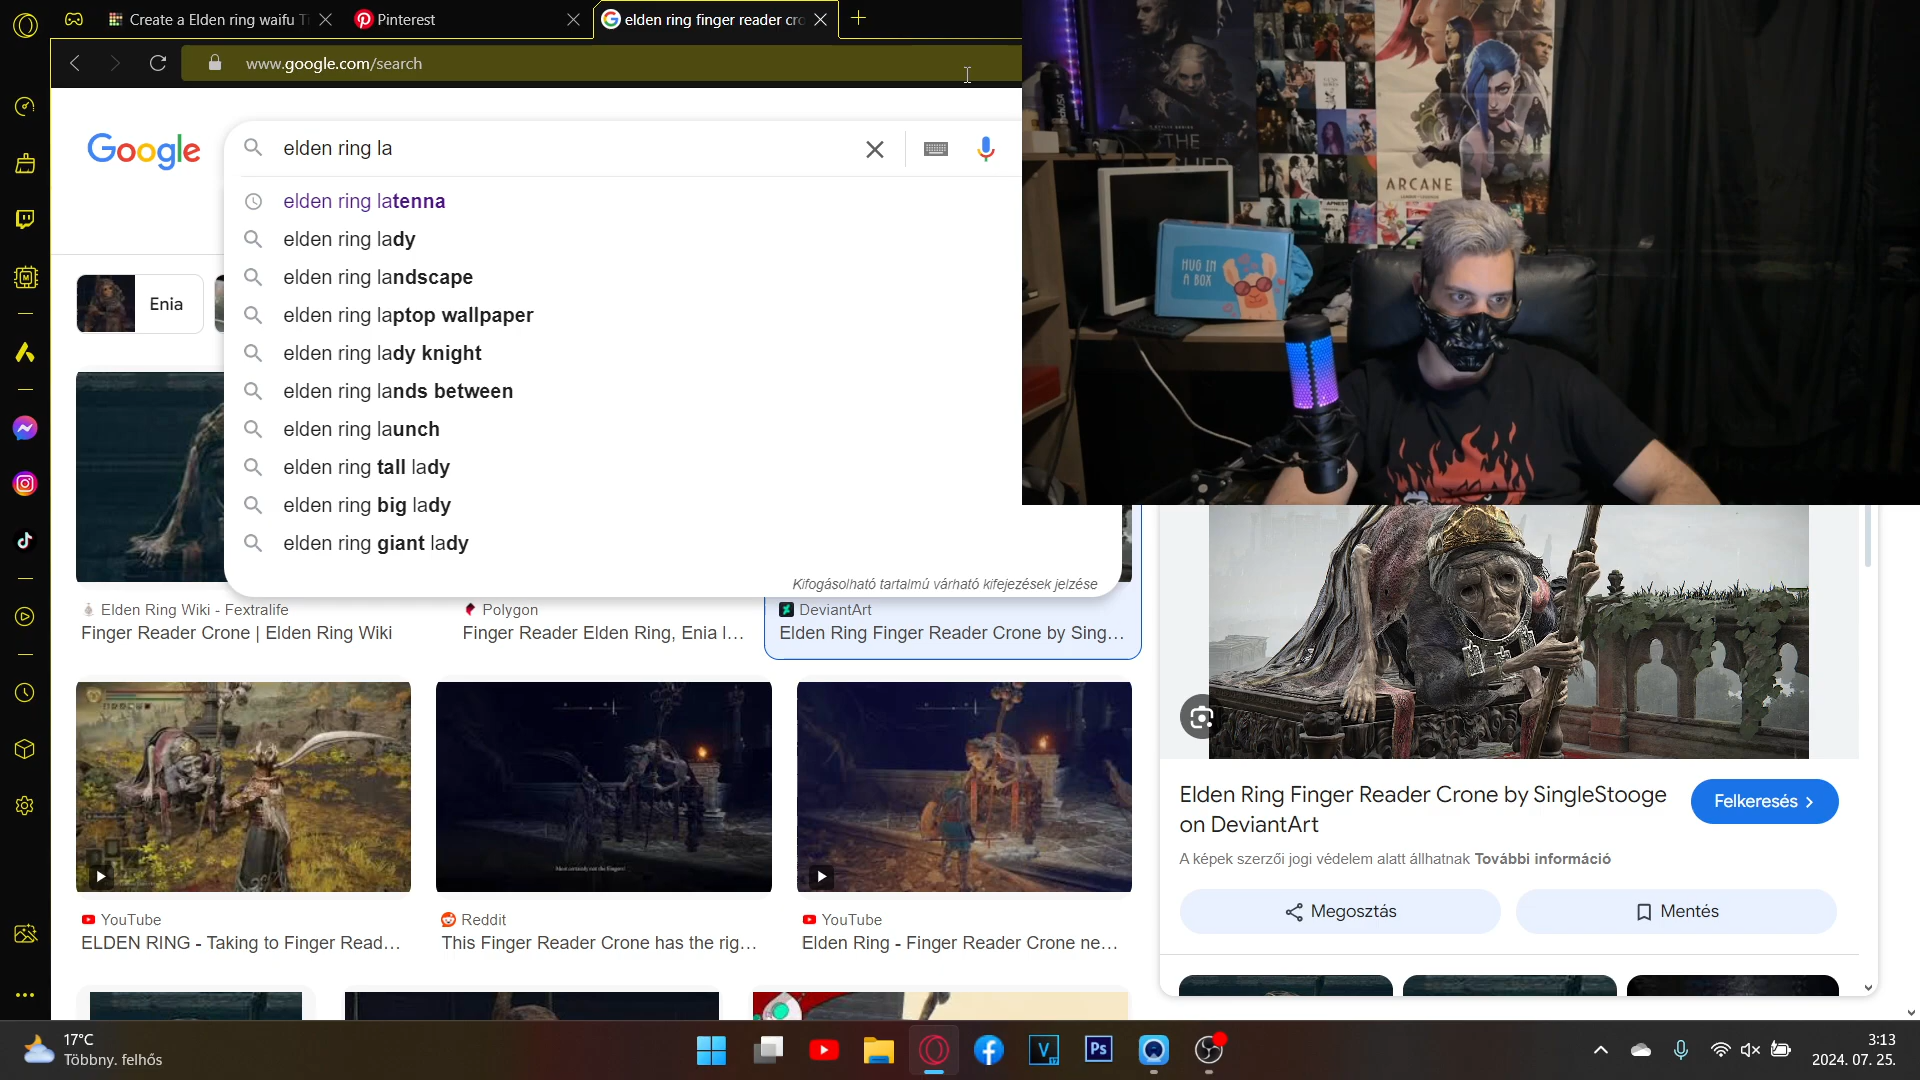 Create a Elden ring waifu T
Pinterest
elden ring finger reader cro
www.google.com/search
Google
elden ring la
elden ring latenna
elden ring lady
elden ring landscape
elden ring laptop wallpaper
elden ring lady knight
elden ring lands between
elden ring launch
elden ring tall lady
elden ring big lady
elden ring giant lady
Kifogásolható tartalmú várható kifejezések jelzése
Enia
THE
ARCANE
HUG IN
A BOX
Elden Ring Wiki - Fextralife
Finger Reader Crone | Elden Ring Wiki
Polygon
Finger Reader Elden Ring, Enia l...
DeviantArt
Elden Ring Finger Reader Crone by Sing...
YouTube
ELDEN RING - Taking to Finger Read...
Reddit
This Finger Reader Crone has the rig...
YouTube
Elden Ring - Finger Reader Crone ne...
Elden Ring Finger Reader Crone by SingleStooge
on DeviantArt
Felkeresés
A képek szerzői jogi védelem alatt állhatnak További információ
Megosztás
Mentés
17°C
Többny. felhős
V
17
Ps
3:13
2024. 07. 25.